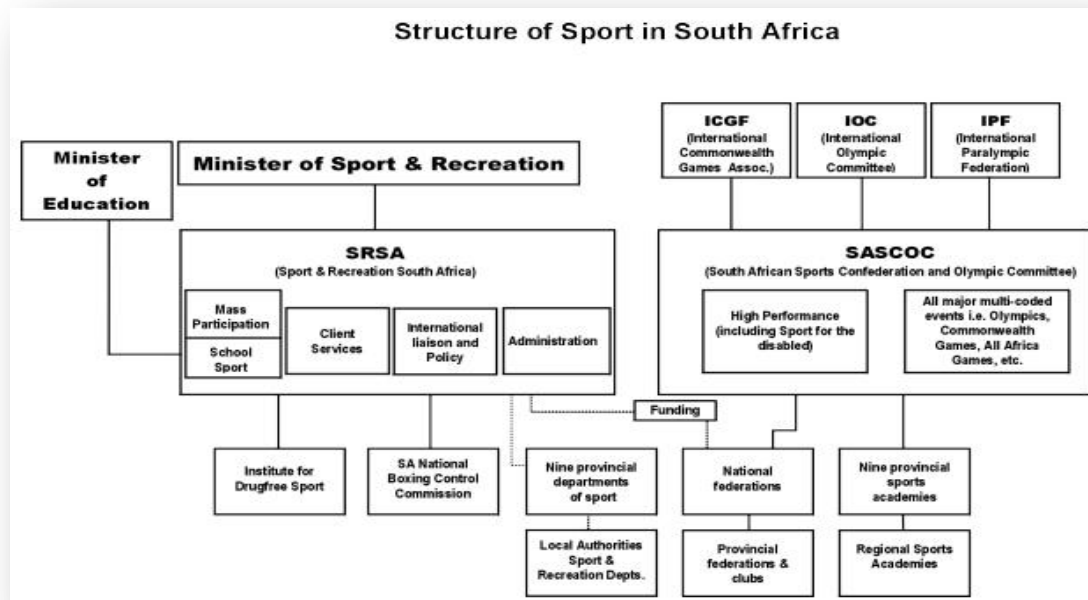 Structure of Sport in South Africa
Minister
of
Education
Minister of Sport & Recreation
ICGF
(International
Commonwealth
Games Assoc.)
IOC
(International
Olympic
Committee)
IPF
(International
Paralympic
Federation)
SRSA
(Sport & Recreation South Africa)
Mass
Participation
School
Sport
Client
Services
International
liaison and
Policy
Administration
SASCOC
(South African Sports Confederation and Olympic Committee)
High Performance
(including Sport for the
disabled)
All major multi-coded
events i.e. Olympics,
Commonwealth
Games, All Africa
Games, etc.
Funding
Institute for
Drugfree Sport
SA National
Boxing Control
Commission
Nine provincial
departments
of sport
National
federations
Nine provincial
sports
academies
Local Authorities
Sport &
Recreation Depts.
Provincial
federations &
clubs
Regional Sports
Academies